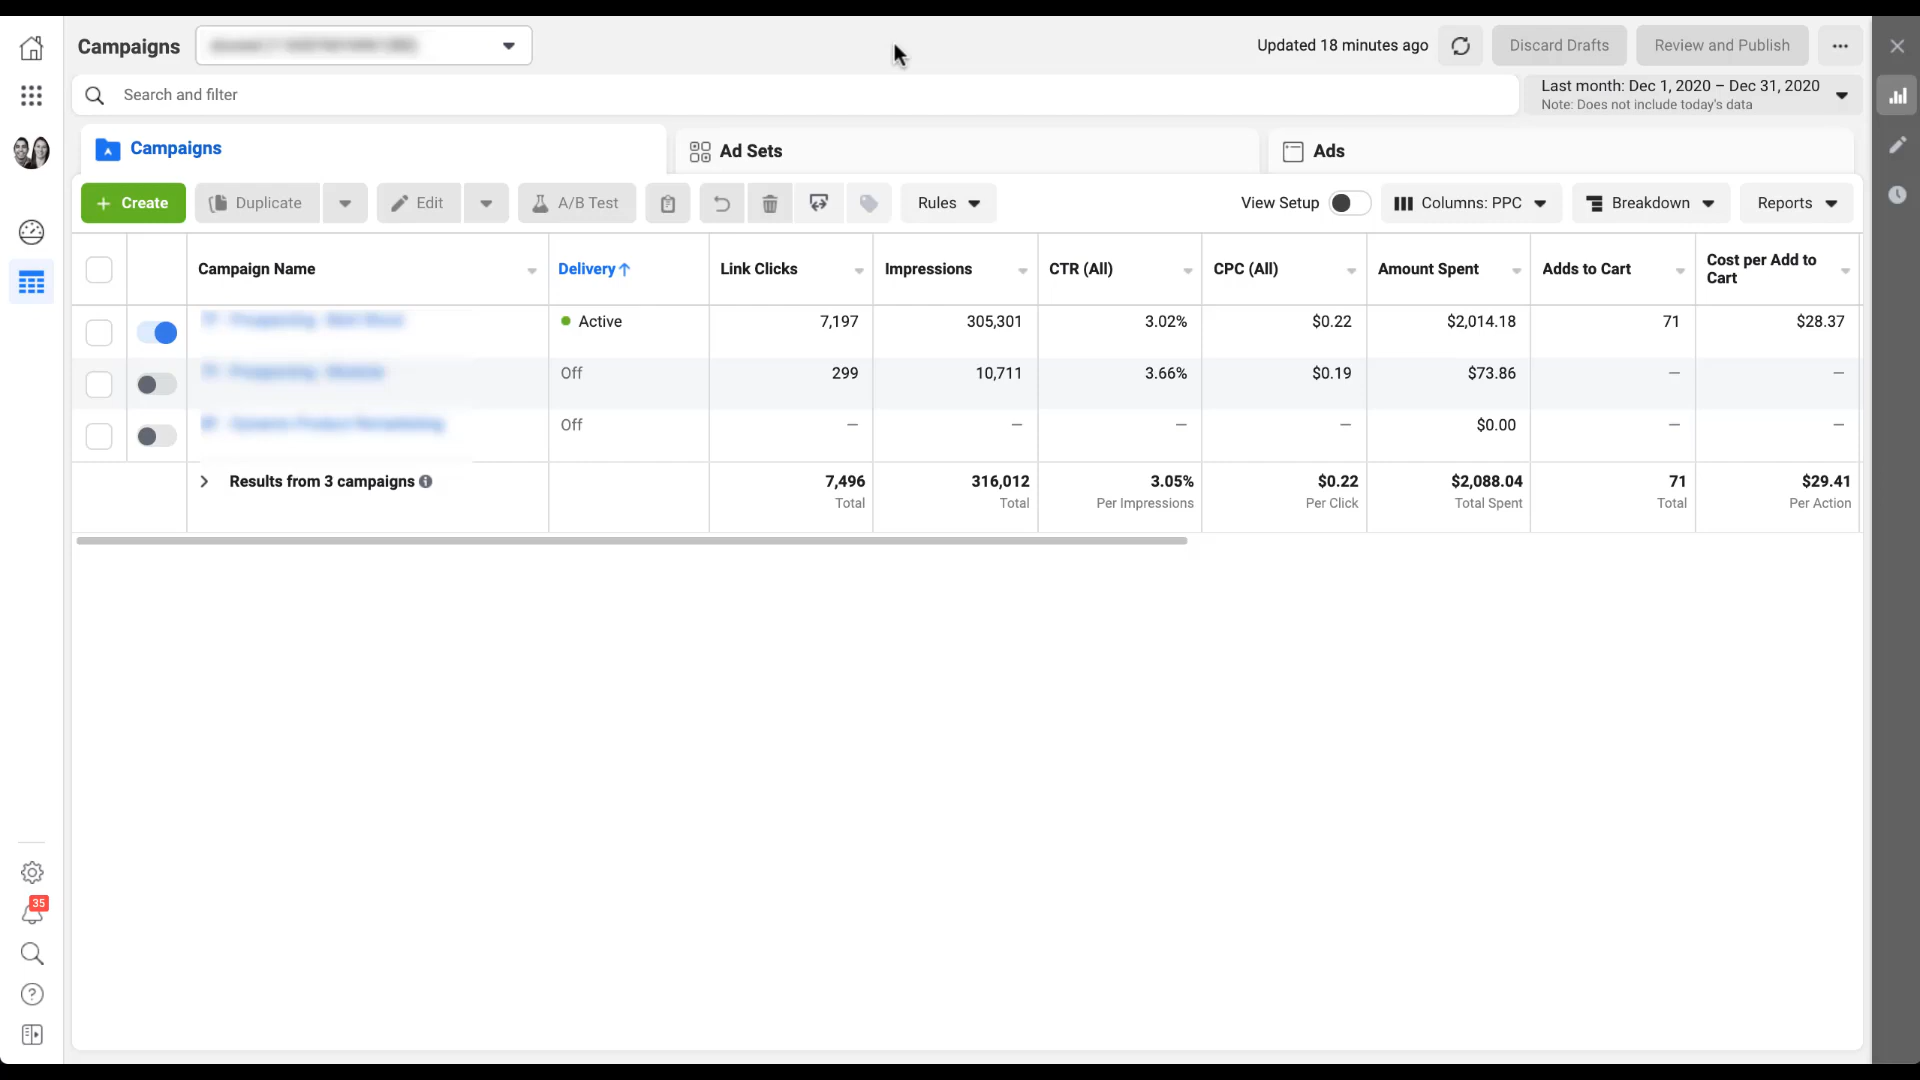 Campaigns
Updated 18 minutes ago
Discard Drafts
Review and Publish
Search and filter
Last month: Dec 1, 2020 – Dec 31, 2020
Note: Does not include today's data
Campaigns
Ad Sets
Ads
+ Create
Duplicate
Edit
A/B Test
Rules
View Setup
Columns: PPC
Breakdown
Reports
Campaign Name
Delivery↑
Link Clicks
Impressions
CTR (All)
CPC (All)
Amount Spent
Adds to Cart
Cost per Add to
Cart
Active
7,197
305,301
3.02%
$0.22
$2,014.18
71
$28.37
Off
299
10,711
3.66%
$0.19
$73.86
—
—
Off
—
—
—
—
$0.00
—
—
Results from 3 campaigns
7,496
316,012
3.05%
$0.22
$2,088.04
71
$29.41
Total
Total
Per Impressions
Per Click
Total Spent
Total
Per Action
35